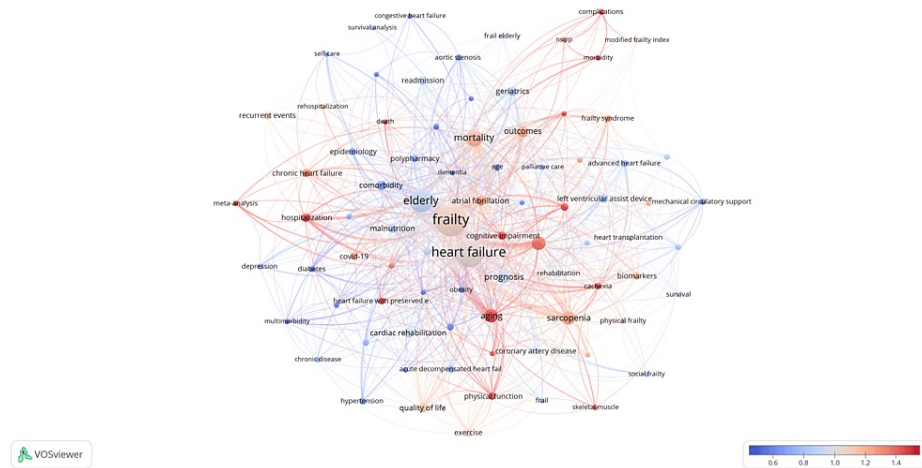 complications
congestive heart failure
survival analysis
frail elderly
nsqip
modified frailty index
selfcare
aortic stenosis
morbidity
readmission
geriatrics
rehospitalization
recurrent events
death
frailty syndrome
outcomes
mortality
epidemiology
polypharmacy
age
palliative care
advanced heart failure
dementia
chronic heart failure
comorbidity
meta-analysis
elderly
atrial fibrillation
left ventricular assist device
mechanical circulatory support
hospitalization
frailty
malnutrition
cognitive impairment
heart transplantation
heart failure
covid-19
depression
diabetes
prognosis
rehabilitation
biomarkers
cachexia
obesity
survival
heart failure with preserved e
aging
sarcopenia
physical frailty
multimorbidity
cardiac rehabilitation
coronary artery disease
chronic disease
acute decompensated heart fail
social frailty
physical function
hypertension
frail
quality of life
skeletal muscle
exercise
VOSviewer
0.6 0.8 1.0 1.2 1.4